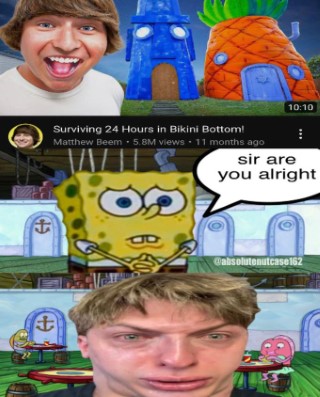 10:10
Surviving 24 Hours in Bikini Bottom!
Matthew Beem • 5.8M views • 11 months ago
sir are
you alright
@absolutenutcase162